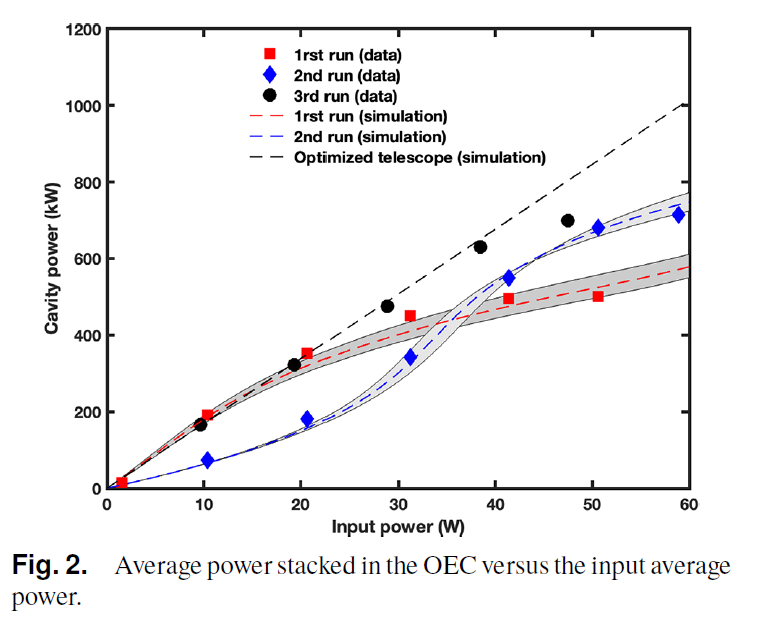 1200
1000
800
600
400
200
0
Cavity power (kW)
1rst run (data)
2nd run (data)
3rd run (data)
1rst run (simulation)
2nd run (simulation)
Optimized telescope (simulation)
0 10 20 30 40 50 60
Input power (W)
Fig. 2. Average power stacked in the OEC versus the input average
power.